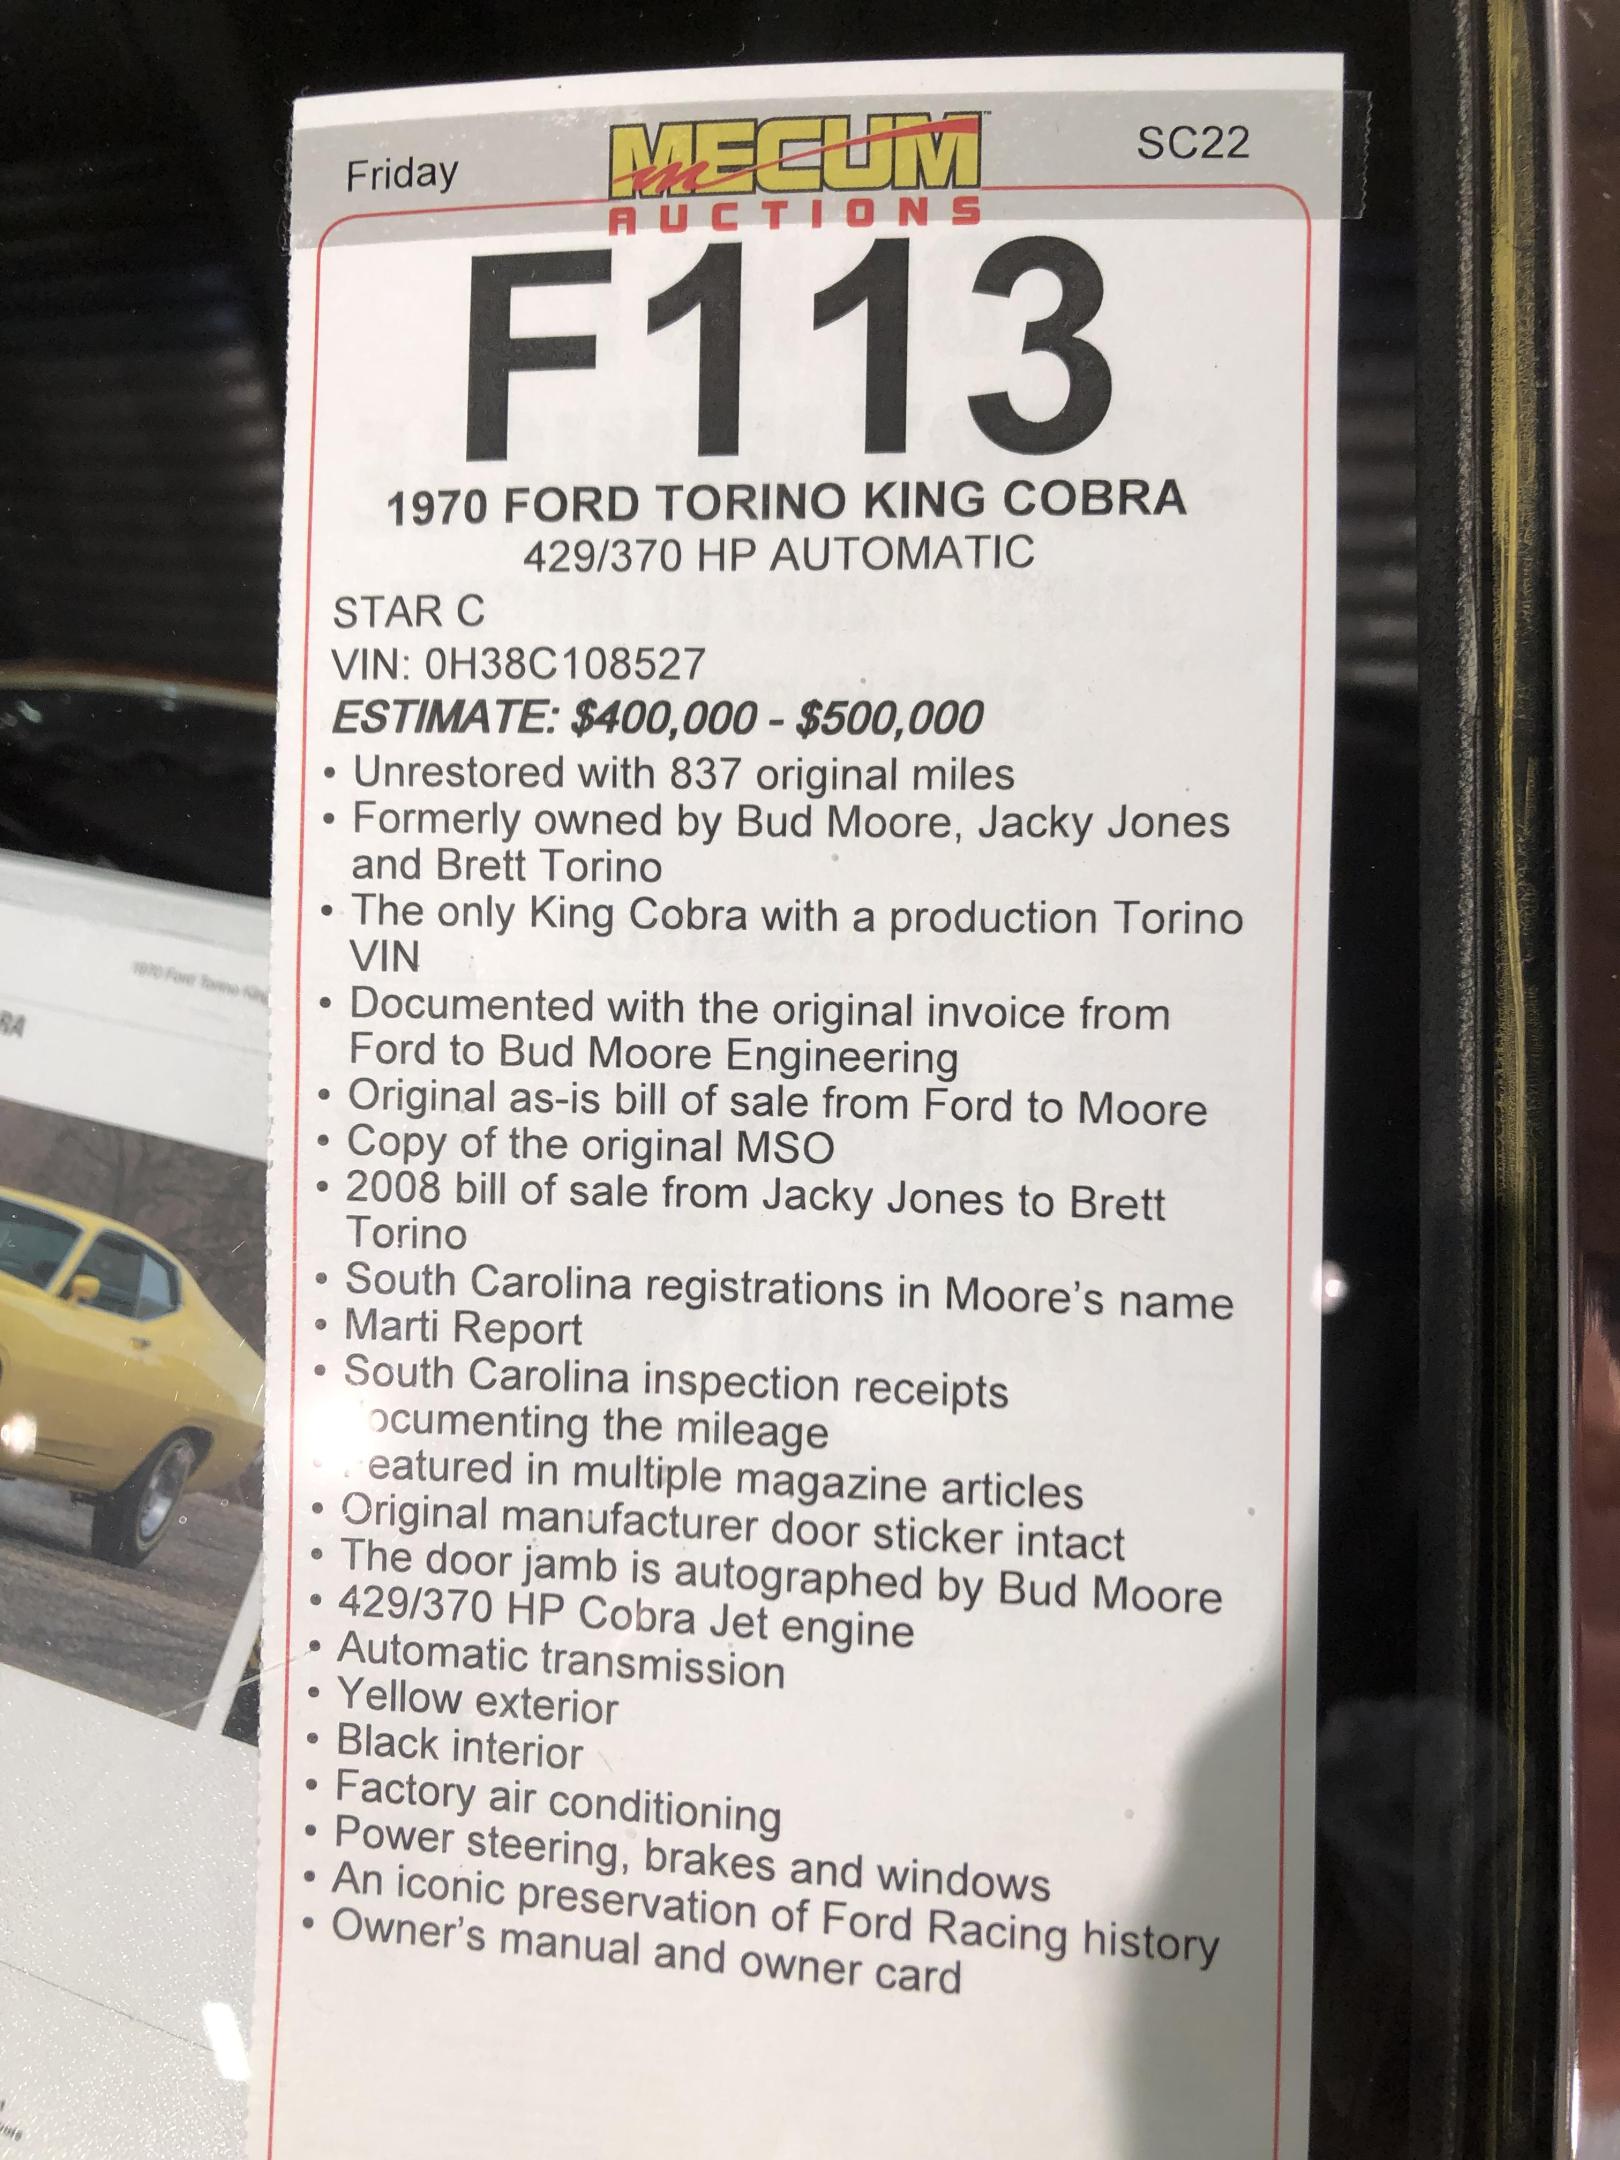 Friday
MECUM
AUCTIONS
SC22
F113
1970 FORD TORINO KING COBRA
429/370 HP AUTOMATIC
STAR C
VIN: 0H38C108527
ESTIMATE: $400,000 - $500,000
• Unrestored with 837 original miles
• Formerly owned by Bud Moore, Jacky Jones
and Brett Torino
• The only King Cobra with a production Torino
VIN
• Documented with the original invoice from
Ford to Bud Moore Engineering
• Original as-is bill of sale from Ford to Moore
• Copy of the original MSO
• 2008 bill of sale from Jacky Jones to Brett
Torino
• South Carolina registrations in Moore's name
• Marti Report
• South Carolina inspection receipts
ocumenting the mileage
• eatured in multiple magazine articles
• Original manufacturer door sticker intact
• The door jamb is autographed by Bud Moore
• 429/370 HP Cobra Jet engine
• Automatic transmission
• Yellow exterior
• Black interior
• Factory air conditioning
• Power steering, brakes and windows
• An iconic preservation of Ford Racing history
• Owner's manual and owner card
1970 Ford Torino King
RA